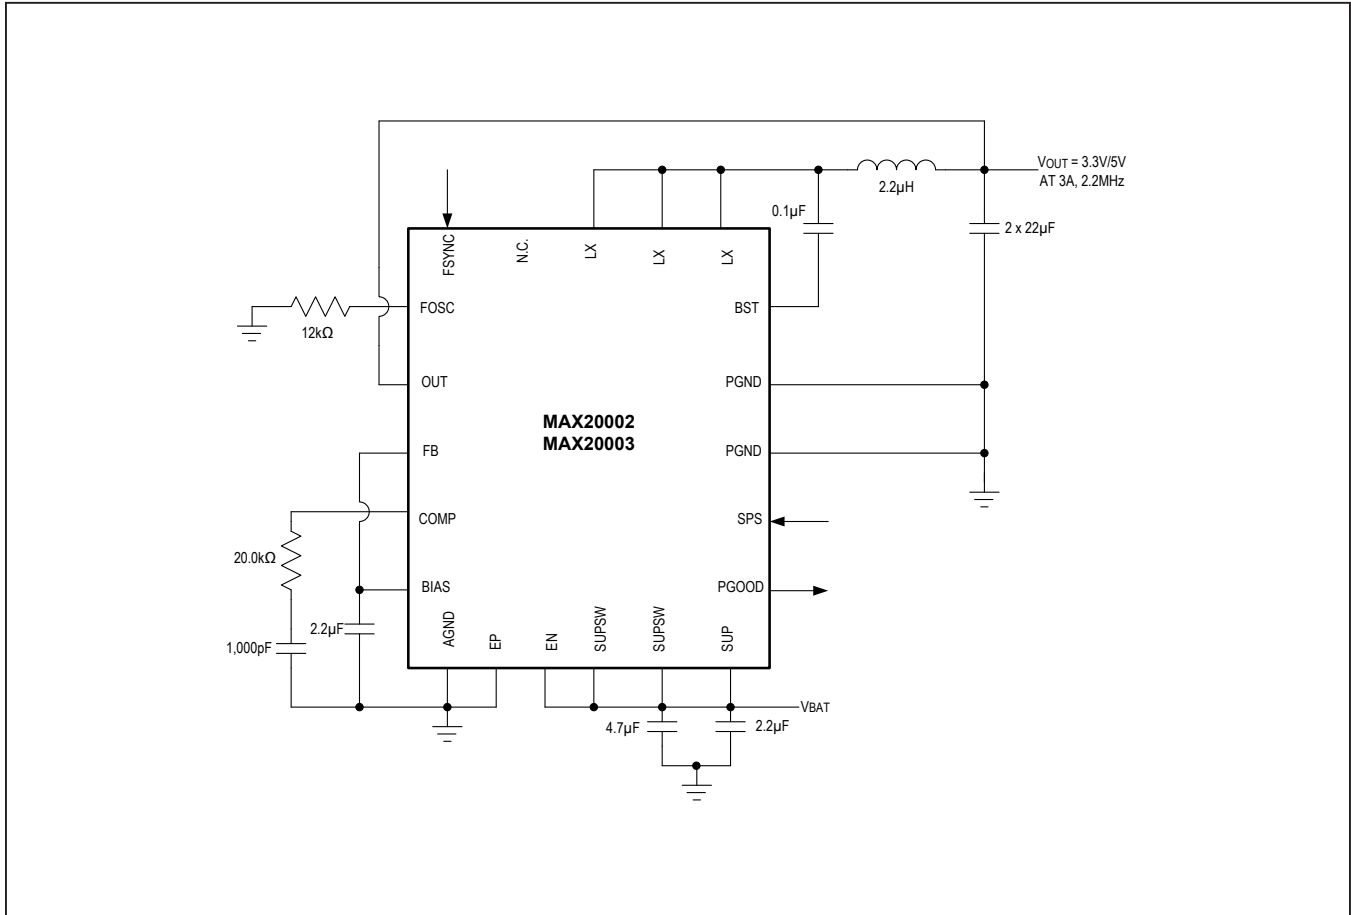 VOUT = 3.3V/5V
AT 3A, 2.2MHz
2.2µH
0.1µF
2 x 22µF
FSYNC
N.C.
LX
LX
LX
FOSC
BST
12kΩ
OUT
PGND
MAX20002
MAX20003
FB
PGND
COMP
SPS
20.0kΩ
BIAS
PGOOD
2.2µF
1,000pF
AGND
EP
EN
SUPSW
SUPSW
SUP
VBAT
4.7µF
2.2µF